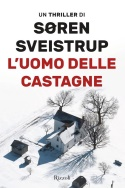 UN THRILLER DI
SØREN
SVEISTRUP
L'UOMO DELLE
CASTAGNE
Rizzoli